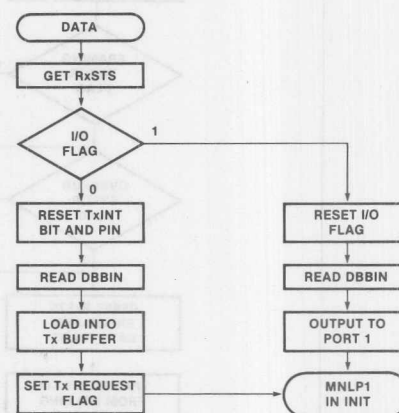 DATA
GET RxSTS
I/O
FLAG
1
0
RESET TxINT
BIT AND PIN
READ DBBIN
LOAD INTO
Tx BUFFER
SET Tx REQUEST
FLAG
RESET I/O
FLAG
READ DBBIN
OUTPUT TO
PORT 1
MNLP1
IN INIT